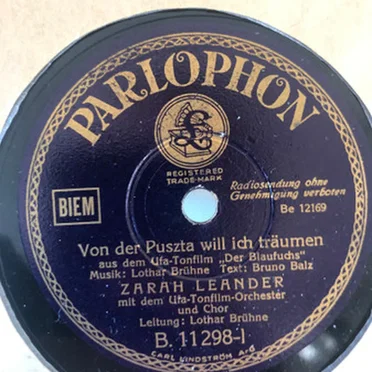 PARLOPHON
£
REGISTERED
TRADE-MARK
BIEM
Radiosendung ohne
Genehmigung verboten
Be 12169
Von der Puszta will ich träumen
aus dem Ufa-Tonfilm „Der Blaufuchs"
Musik: Lothar Brühne Text: Bruno Balz
ZARAH LEANDER
mit dem Ufa-Tonfilm-Orchester
und Chor
Leitung: Lothar Brühne
B. 11298-I
CARL LINDSTRÖM A-G